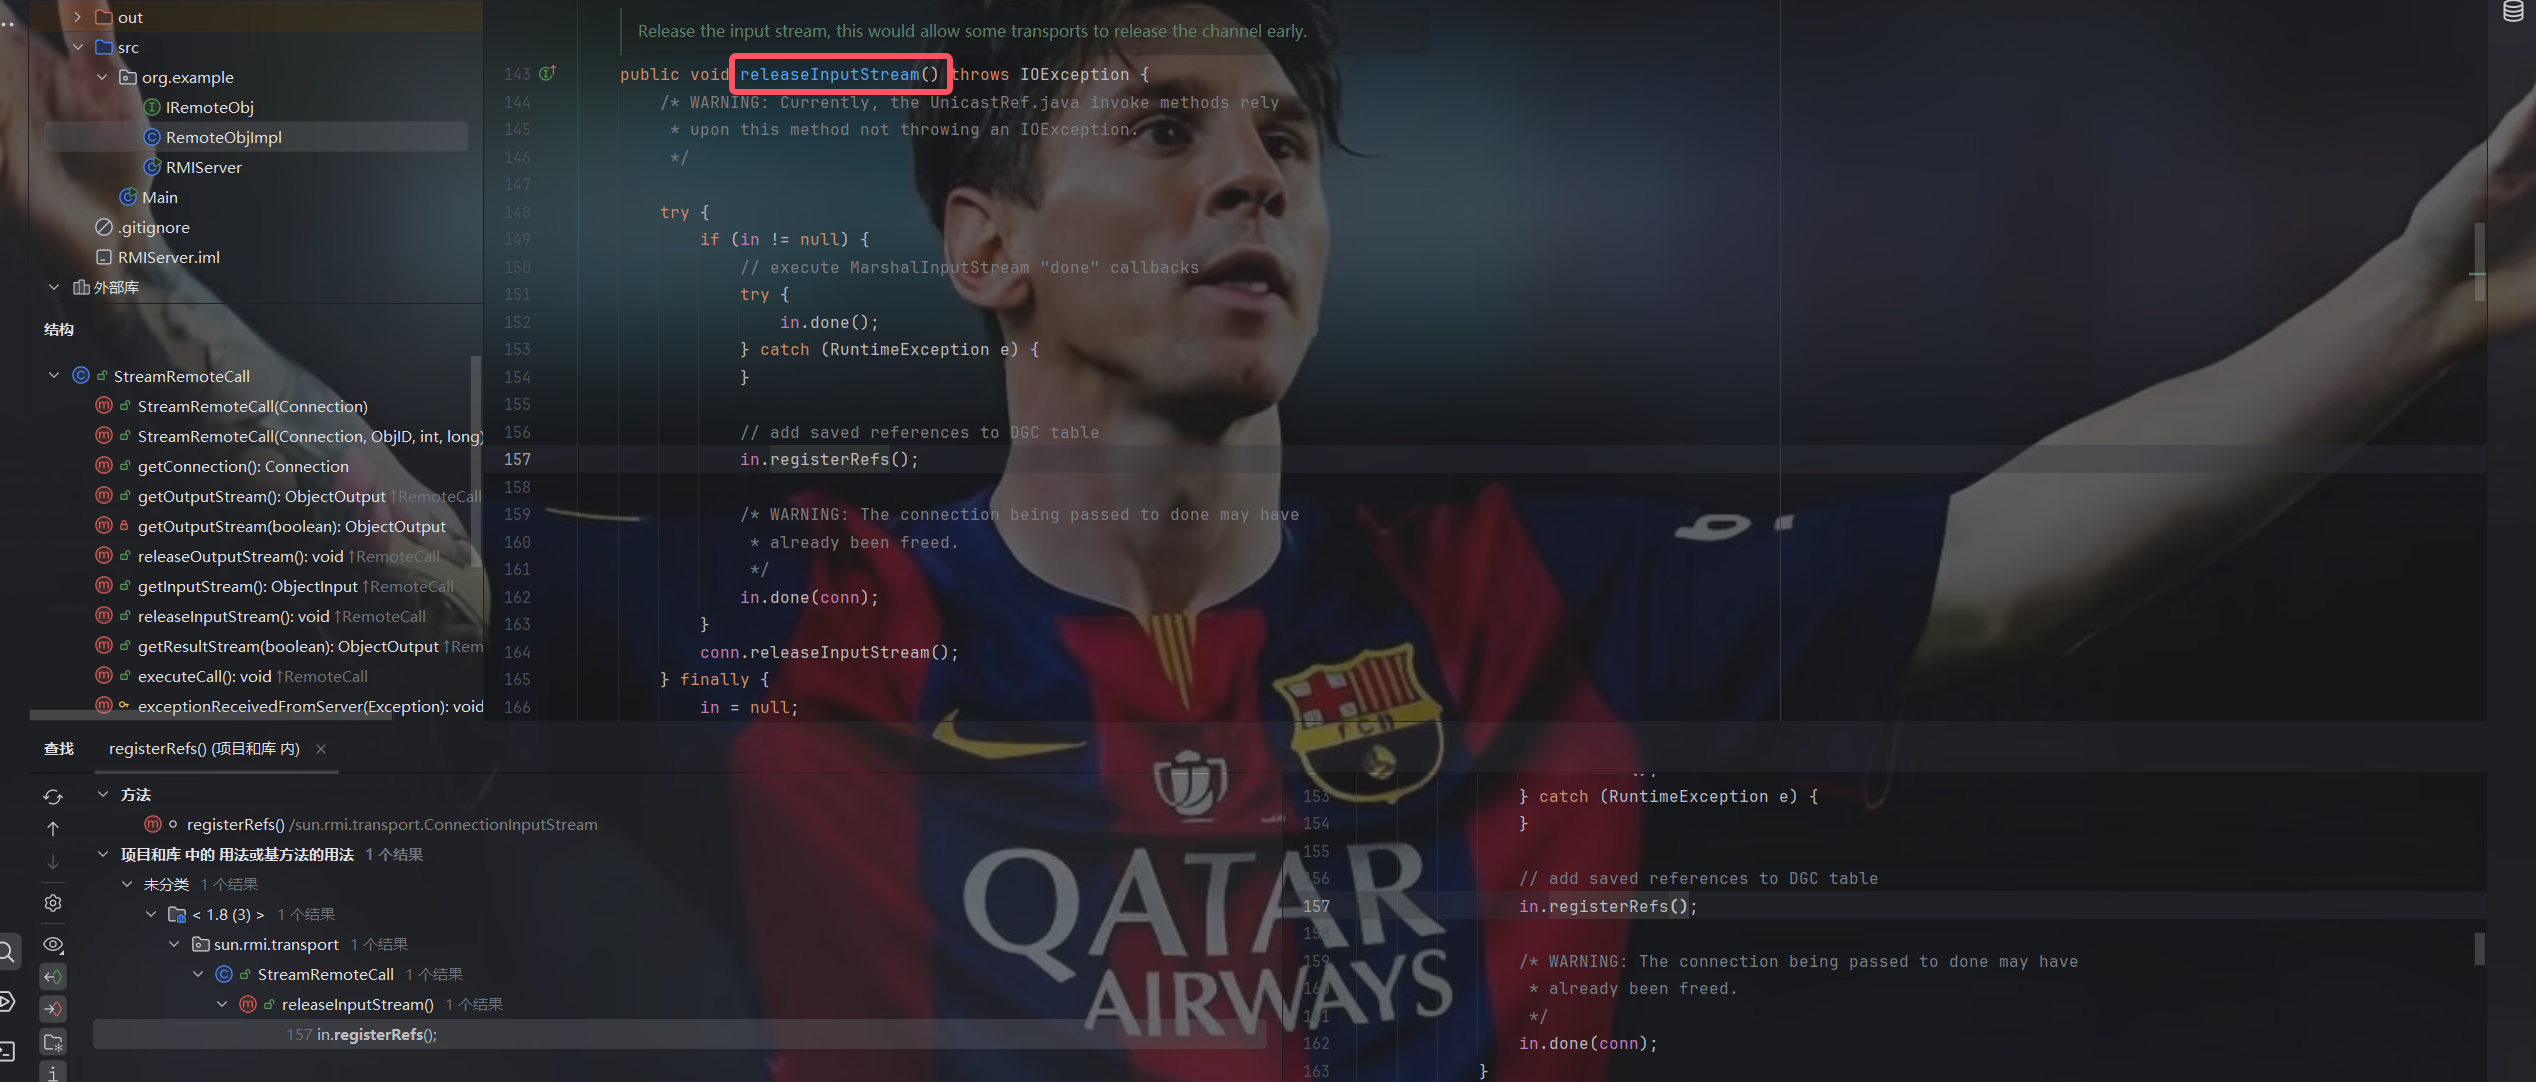 out
src
org.example
IRemoteObj
RemoteObjImpl
RMIServer
Main
.gitignore
RMIServer.iml
外部库
结构
StreamRemoteCall
StreamRemoteCall(Connection)
StreamRemoteCall(Connection, ObjID, int, long)
getConnection(): Connection
getOutputStream(): ObjectOutput ↑RemoteCall
getOutputStream(boolean): ObjectOutput
releaseOutputStream(): void ↑RemoteCall
getInputStream(): ObjectInput ↑RemoteCall
releaseInputStream(): void ↑RemoteCall
getResultStream(boolean): ObjectOutput ↑Rem
executeCall(): void ↑RemoteCall
exceptionReceivedFromServer(Exception): void
Release the input stream, this would allow some transports to release the channel early.
143 public void releaseInputStream() throws IOException {
144 /* WARNING: Currently, the UnicastRef.java invoke methods rely
145 * upon this method not throwing an IOException.
146 */
147
148 try {
149 if (in != null) {
150 // execute MarshalInputStream "done" callbacks
151 try {
152 in.done();
153 } catch (RuntimeException e) {
154 }
155
156 // add saved references to DGC table
157 in.registerRefs();
158
159 /* WARNING: The connection being passed to done may have
160 * already been freed.
161 */
162 in.done(conn);
163 }
164 conn.releaseInputStream();
165 } finally {
166 in = null;
查找 registerRefs() (项目和库 内) ×
方法
registerRefs() /sun.rmi.transport.ConnectionInputStream
项目和库 中的 用法或基方法的用法 1 个结果
未分类 1 个结果
< 1.8 (3) > 1 个结果
sun.rmi.transport 1 个结果
StreamRemoteCall 1 个结果
releaseInputStream() 1 个结果
157 in.registerRefs();
153 } catch (RuntimeException e) {
154 }
155
156 // add saved references to DGC table
157 in.registerRefs();
158
159 /* WARNING: The connection being passed to done may have
160 * already been freed.
161 */
162 in.done(conn);
163 }
FCB
QATAR
AIRWAYS